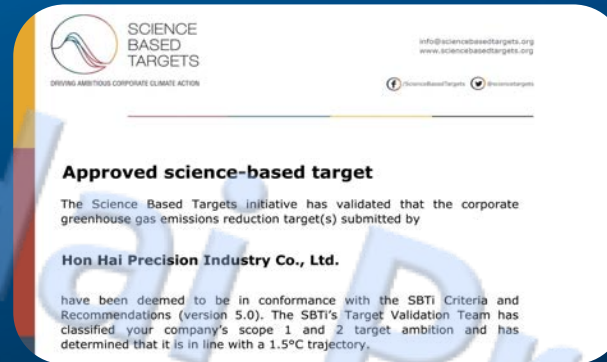 SCIENCE
BASED
TARGETS
DRIVING AMBITIOUS CORPORATE CLIMATE ACTION
info@sciencebasedtargets.org
www.sciencebasedtargets.org
/ScienceBasedTargets @sciencetargets
Approved science-based target
The Science Based Targets initiative has validated that the corporate
greenhouse gas emissions reduction target(s) submitted by
Hon Hai Precision Industry Co., Ltd.
have been deemed to be in conformance with the SBTi Criteria and
Recommendations (version 5.0). The SBTi's Target Validation Team has
classified your company's scope 1 and 2 target ambition and has
determined that it is in line with a 1.5°C trajectory.